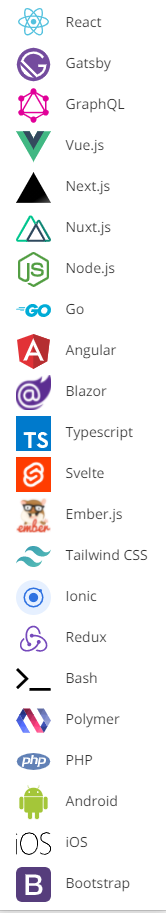 React
Gatsby
GraphQL
Vue.js
Next.js
Nuxt.js
JS Node.js
GO Go
A Angular
@ Blazor
TS Typescript
Svelte
ember Ember.js
Tailwind CSS
Ionic
Redux
>_ Bash
Polymer
php PHP
Android
iOS iOS
B Bootstrap